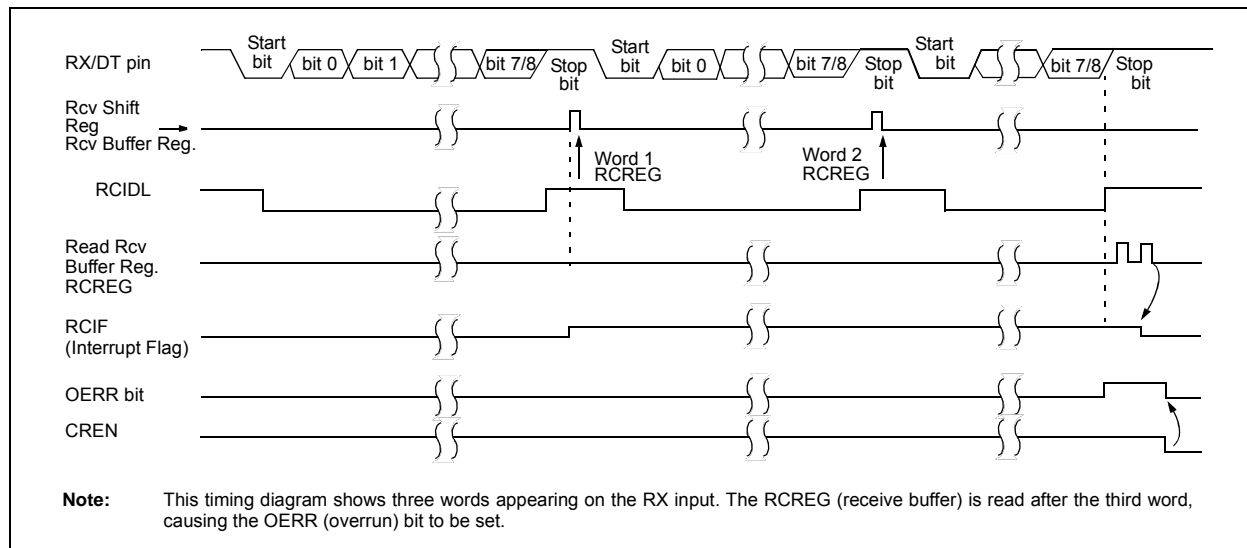 Start
bit
bit 0
bit 1
bit 7/8
Stop
bit
Start
bit
bit 0
bit 7/8
Stop
bit
Start
bit
bit 7/8
Stop
bit
RX/DT pin
Rcv Shift
Reg
Rcv Buffer Reg.
Word 1
RCREG
Word 2
RCREG
RCIDL
Read Rcv
Buffer Reg.
RCREG
RCIF
(Interrupt Flag)
OERR bit
CREN
Note: This timing diagram shows three words appearing on the RX input. The RCREG (receive buffer) is read after the third word,
causing the OERR (overrun) bit to be set.